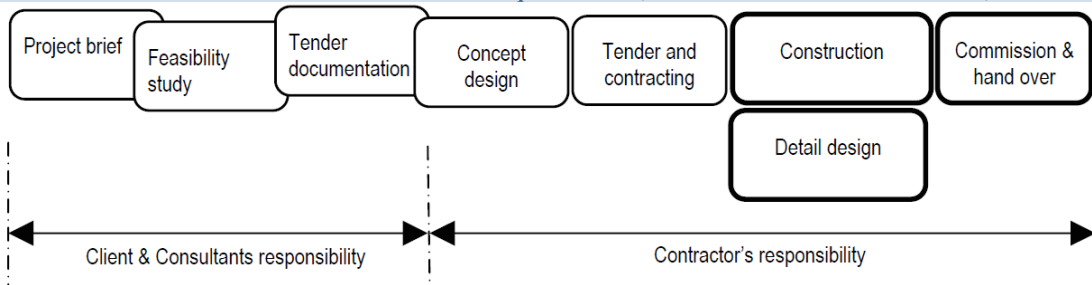 Project brief
Feasibility
study
Tender
documentation
Concept
design
Tender and
contracting
Construction
Commission &
hand over
Detail design
Client & Consultants responsibility
Contractor's responsibility